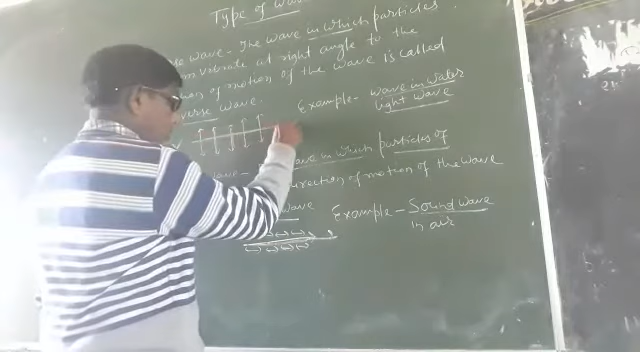 Type of wave
wave - The wave in which particles
vibrate at right angle to the
of motion of the wave is called
verse wave. Example - wave in water
light wave
wave in which particles of
direction of motion of the wave
wave Example - Sound wave
in air